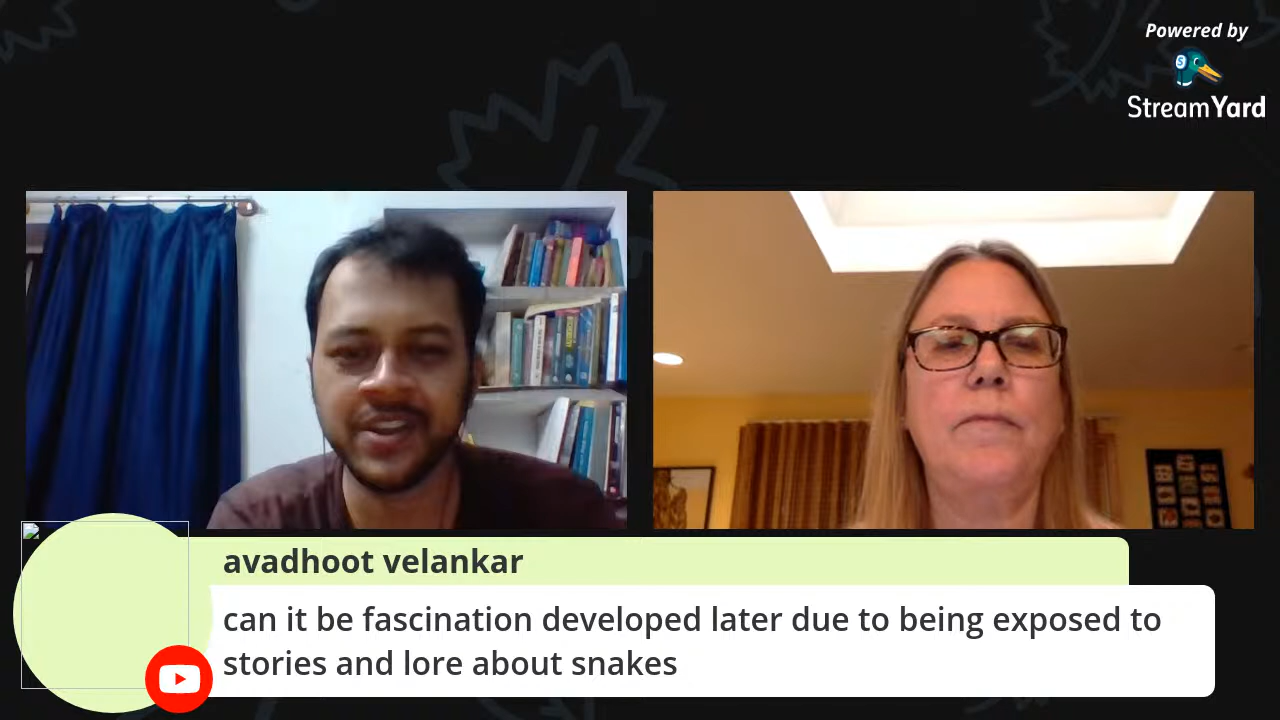 Powered by
StreamYard
avadhoot velankar
can it be fascination developed later due to being exposed to
stories and lore about snakes